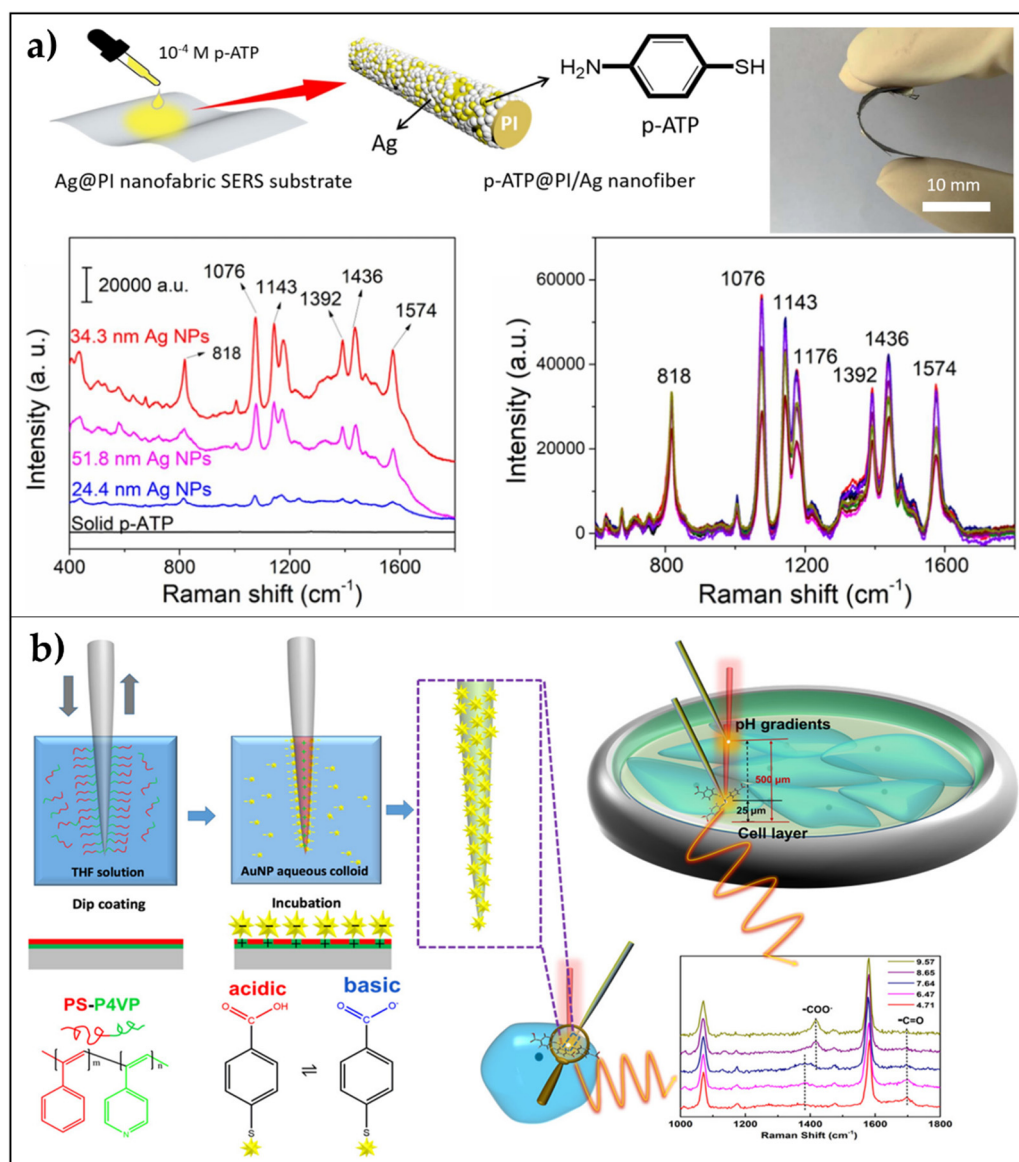 a)
10⁻⁴ M p-ATP
H₂N
SH
PI
Ag
p-ATP
Ag@PI nanofabric SERS substrate
p-ATP@PI/Ag nanofiber
10 mm
20000 a.u.
1076
1143
1392
1436
1574
818
34.3 nm Ag NPs
51.8 nm Ag NPs
24.4 nm Ag NPs
Solid p-ATP
Intensity (a. u.)
400 800 1200 1600
Raman shift (cm⁻¹)
60000
40000
20000
0
Intensity (a. u.)
818
1076
1143
1176
1392
1436
1574
800 1200 1600
Raman shift (cm⁻¹)
b)
THF solution
Dip coating
AuNP aqueous colloid
Incubation
PS-P4VP
m
n
N
acidic
O
OH
S
basic
O
O⁻
S
⇌
pH gradients
500 μm
25 μm
Cell layer
9.57
8.65
7.64
6.47
4.71
-COO⁻
-C=O
Intensity (a.u.)
1000 1200 1400 1600 1800
Raman Shift (cm⁻¹)